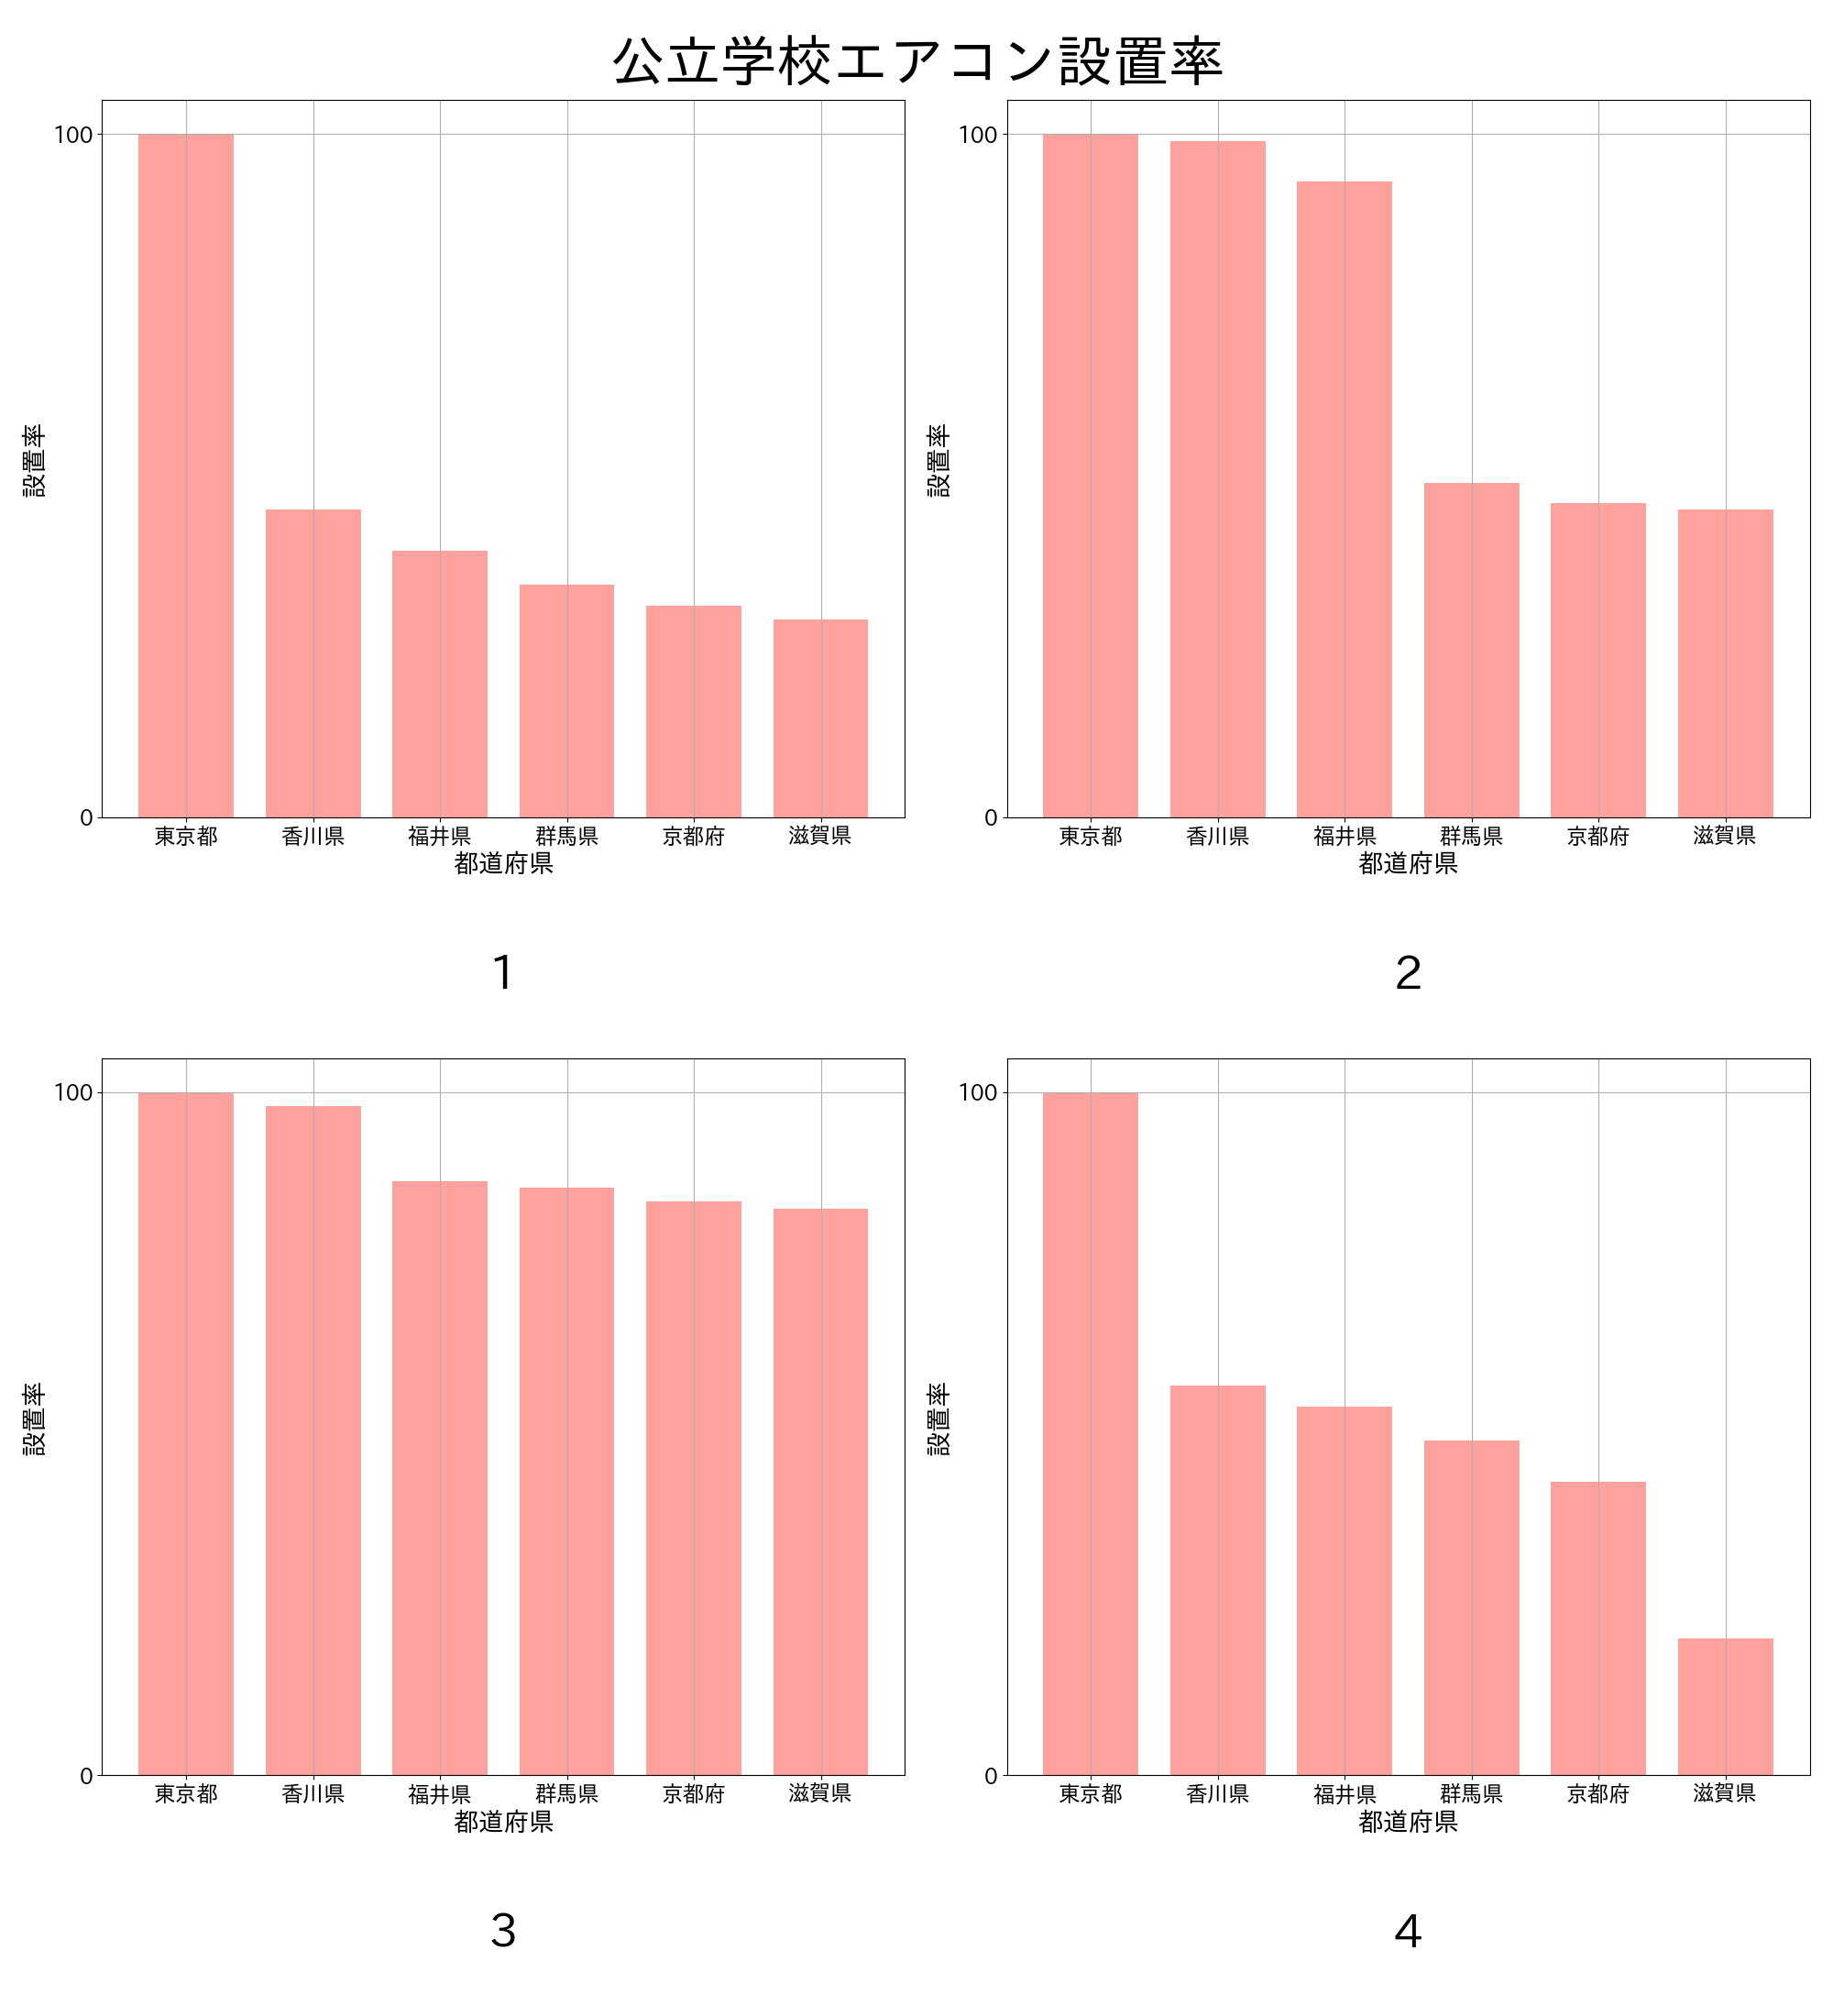 公立学校エアコン設置率
100
設置率
0
東京都 香川県 福井県 群馬県 京都府 滋賀県
都道府県
1
100
設置率
0
東京都 香川県 福井県 群馬県 京都府 滋賀県
都道府県
2
100
設置率
0
東京都 香川県 福井県 群馬県 京都府 滋賀県
都道府県
3
100
設置率
0
東京都 香川県 福井県 群馬県 京都府 滋賀県
都道府県
4